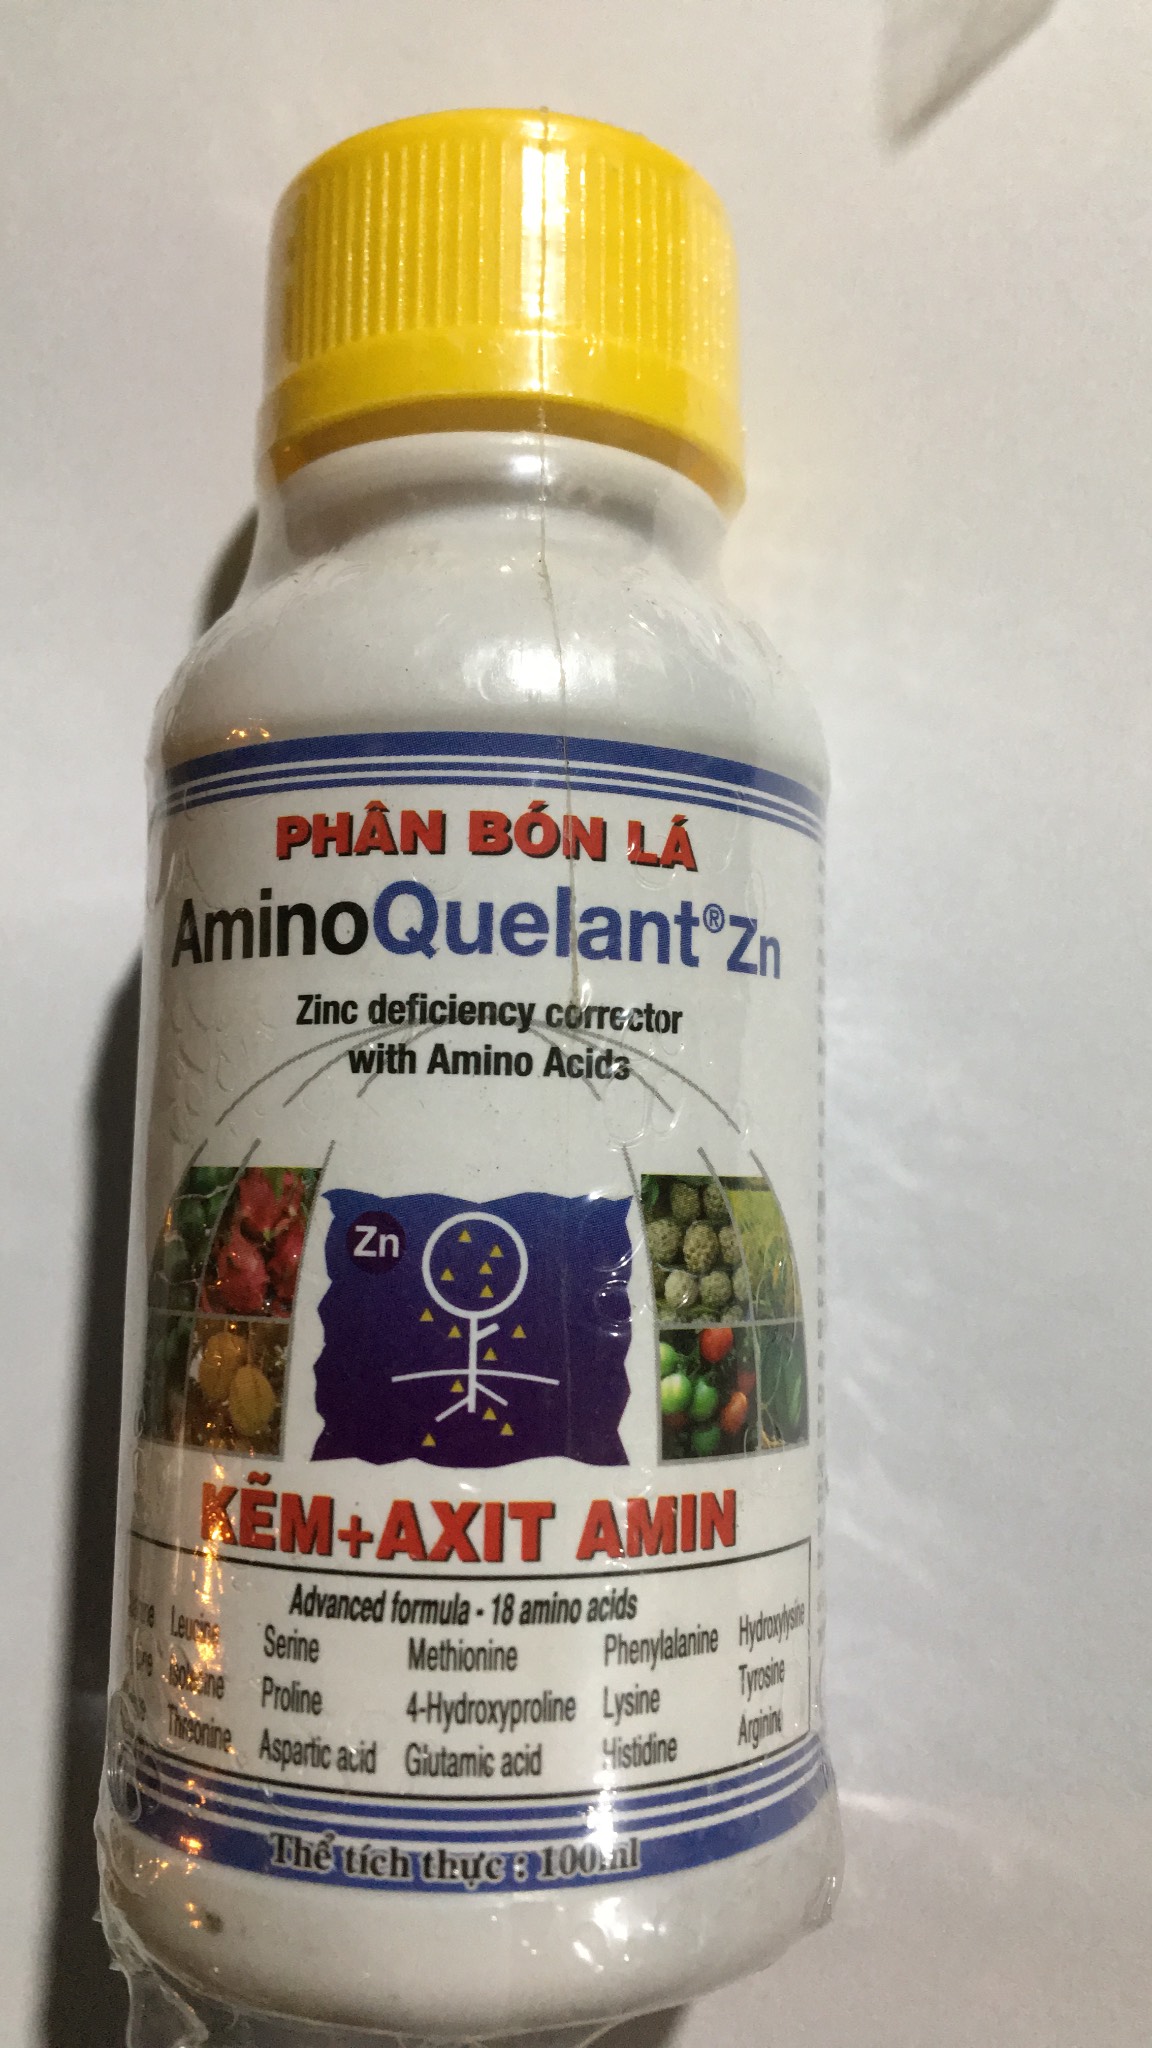 PHÂN BÓN LÁ
AminoQuelant® Zn
Zinc deficiency corrector
with Amino Acids
Zn
KẼM+AXIT AMIN
Advanced formula - 18 amino acids
Leucine Serine Methionine Phenylalanine Hydroxylysine
Isoleucine Proline 4-Hydroxyproline Lysine Tyrosine
Threonine Aspartic acid Glutamic acid Histidine Arginine
Thể tích thực : 100ml